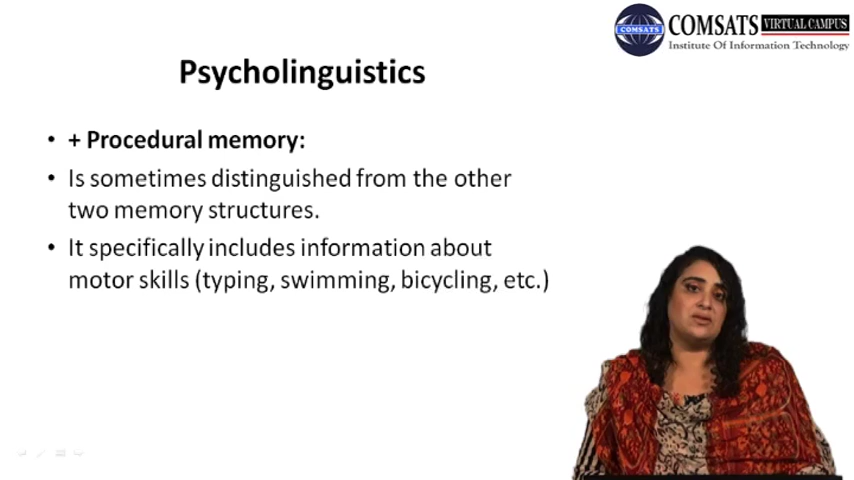 COMSATS VIRTUAL CAMPUS
COMSATS
Institute Of Information Technology
Psycholinguistics
• + Procedural memory:
• Is sometimes distinguished from the other
two memory structures.
• It specifically includes information about
motor skills (typing, swimming, bicycling, etc.)